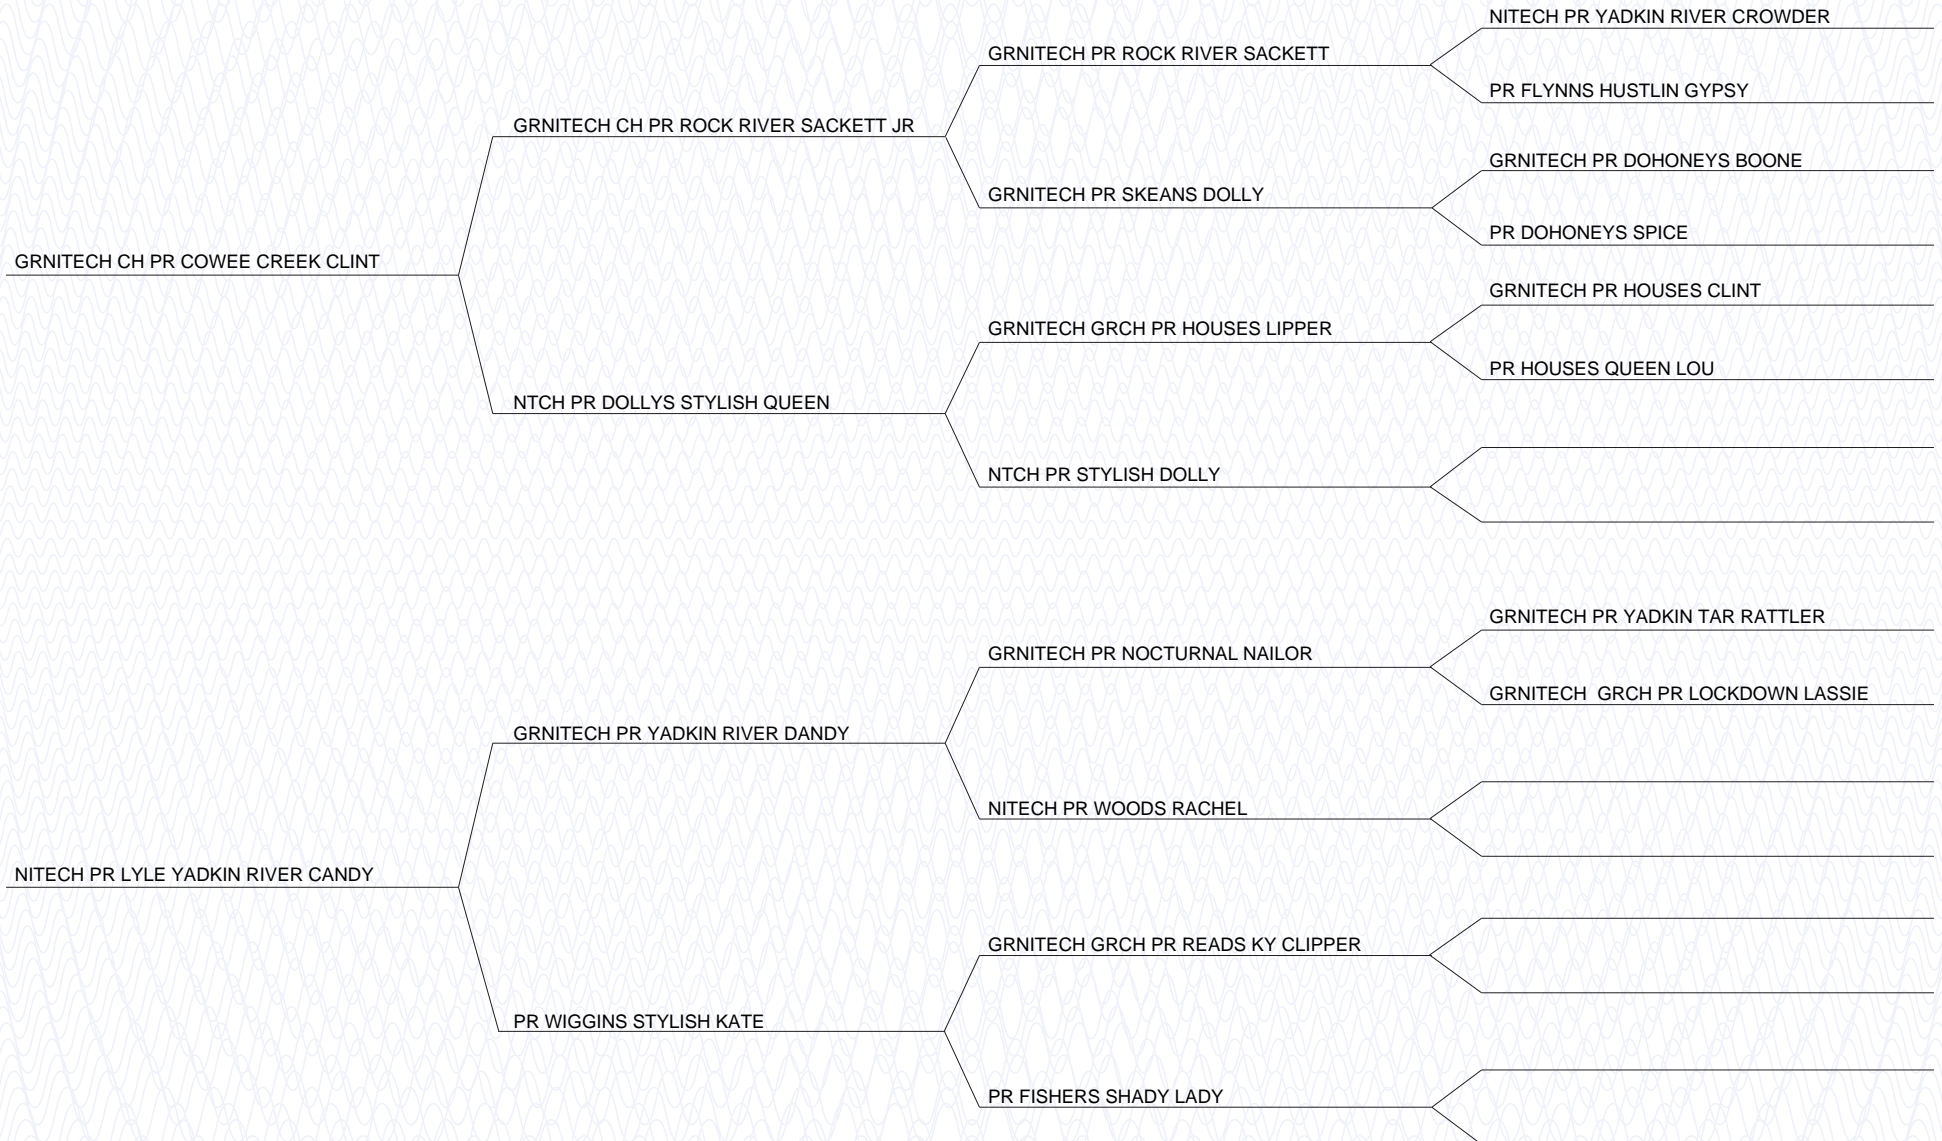 NITECH PR YADKIN RIVER CROWDER
GRNITECH PR ROCK RIVER SACKETT
PR FLYNNS HUSTLIN GYPSY
GRNITECH CH PR ROCK RIVER SACKETT JR
GRNITECH PR DOHONEYS BOONE
GRNITECH PR SKEANS DOLLY
PR DOHONEYS SPICE
GRNITECH CH PR COWEE CREEK CLINT
GRNITECH PR HOUSES CLINT
GRNITECH GRCH PR HOUSES LIPPER
PR HOUSES QUEEN LOU
NTCH PR DOLLYS STYLISH QUEEN
NTCH PR STYLISH DOLLY
GRNITECH PR YADKIN TAR RATTLER
GRNITECH PR NOCTURNAL NAILOR
GRNITECH  GRCH PR LOCKDOWN LASSIE
GRNITECH PR YADKIN RIVER DANDY
NITECH PR WOODS RACHEL
NITECH PR LYLE YADKIN RIVER CANDY
GRNITECH GRCH PR READS KY CLIPPER
PR WIGGINS STYLISH KATE
PR FISHERS SHADY LADY